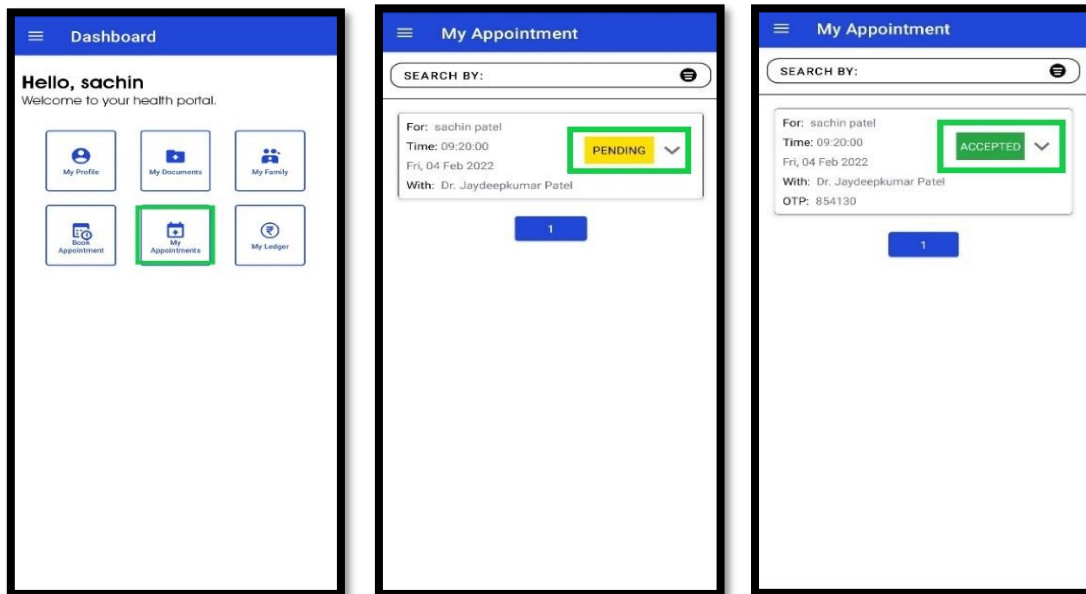 Dashboard
Hello, sachin
Welcome to your health portal.
My Profile
My Documents
My Family
Book
Appointment
My
Appointments
My Ledger
My Appointment
SEARCH BY:
For: sachin patel
Time: 09:20:00
PENDING
Fri, 04 Feb 2022
With: Dr. Jaydeepkumar Patel
1
My Appointment
SEARCH BY:
For: sachin patel
Time: 09:20:00
ACCEPTED
Fri, 04 Feb 2022
With: Dr. Jaydeepkumar Patel
OTP: 854130
1